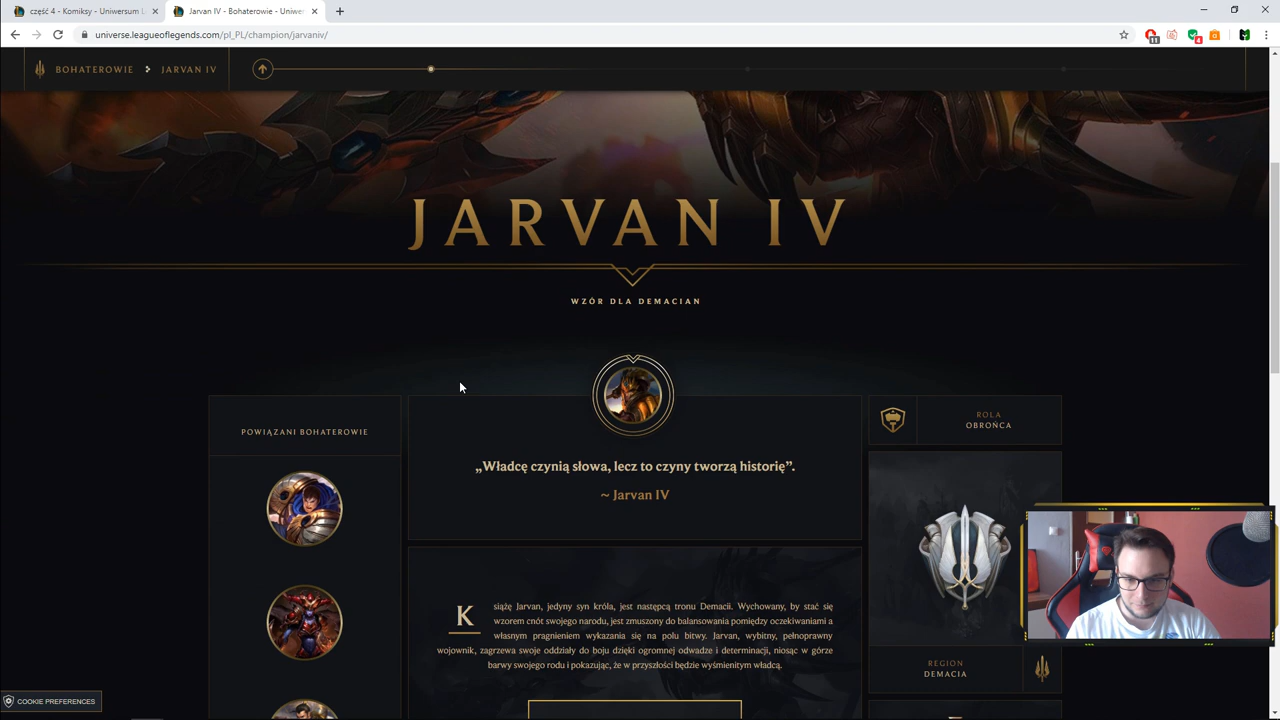 część 4 - Komiksy - Uniwersum L
Jarvan IV - Bohaterowie - Uniwer
universe.leagueoflegends.com/pl_PL/champion/jarvaniv/
11
4
BOHATEROWIE
JARVAN IV
JARVAN IV
WZÓR DLA DEMACIAN
POWIĄZANI BOHATEROWIE
„Władcę czynią słowa, lecz to czyny tworzą historię”.
~ Jarvan IV
Książę Jarvan, jedyny syn króla, jest następcą tronu Demacii. Wychowany, by stać się
wzorem cnót swojego narodu, jest zmuszony do balansowania pomiędzy oczekiwaniami a
własnym pragnieniem wykazania się na polu bitwy. Jarvan, wybitny, pełnoprawny
wojownik, zagrzewa swoje oddziały do boju dzięki ogromnej odwadze i determinacji, niosąc w górze
barwy swojego rodu i pokazując, że w przyszłości będzie wyśmienitym władcą.
ROLA
OBROŃCA
REGION
DEMACIA
COOKIE PREFERENCES